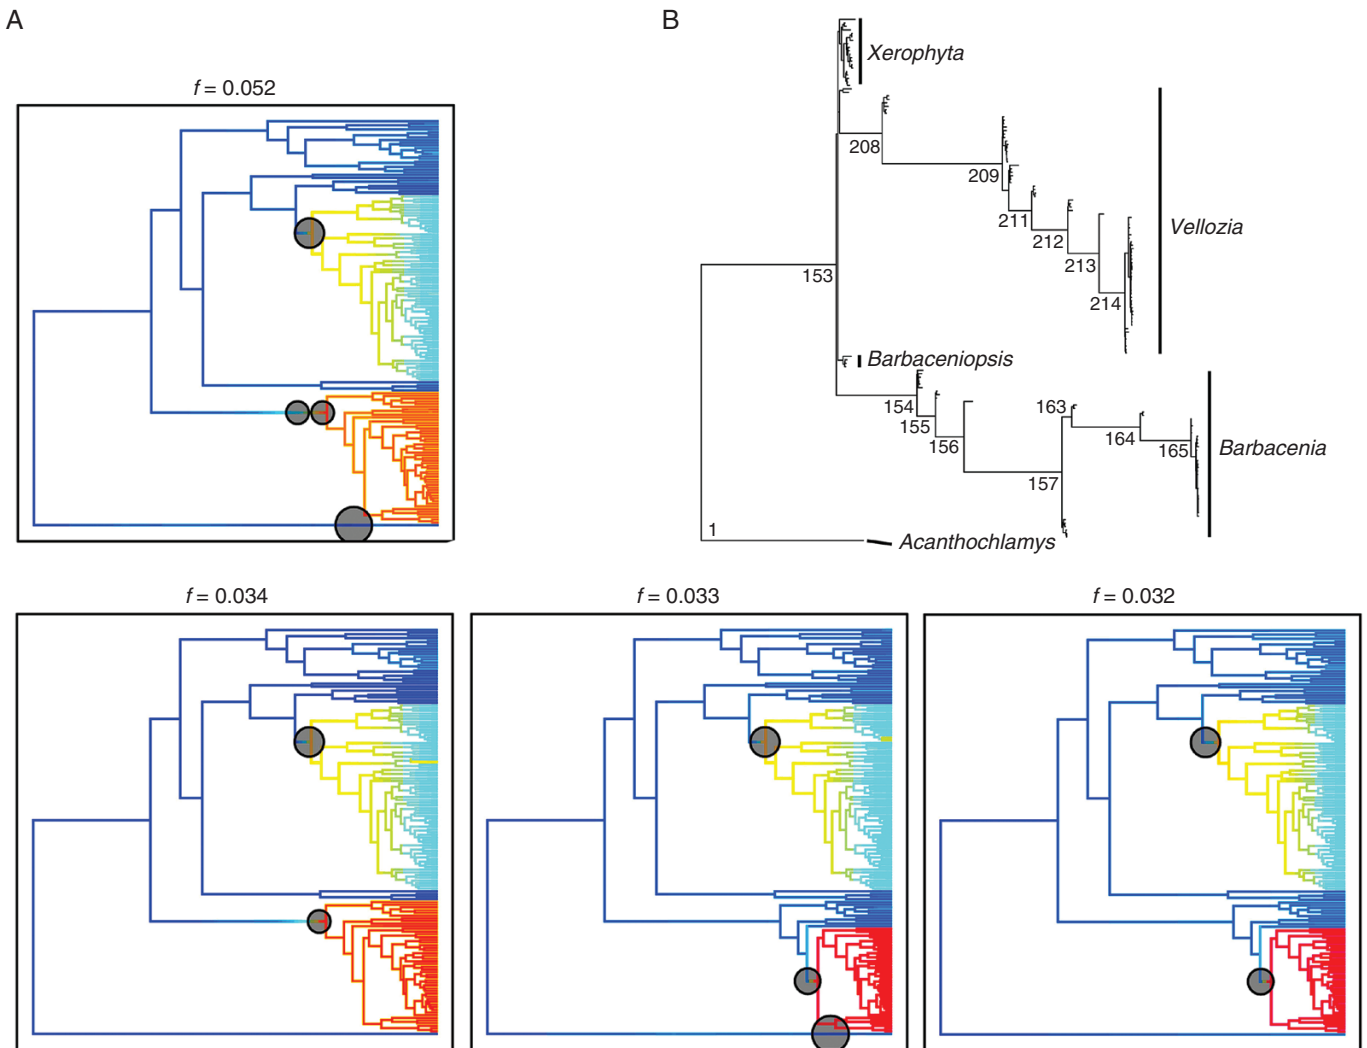 A
B
f = 0.052
Xerophyta
208
209
211
212
213
214
Vellozia
153
Barbaceniopsis
154
155
156
157
163
164
165
Barbacenia
1
Acanthochlamys
f = 0.034
f = 0.033
f = 0.032